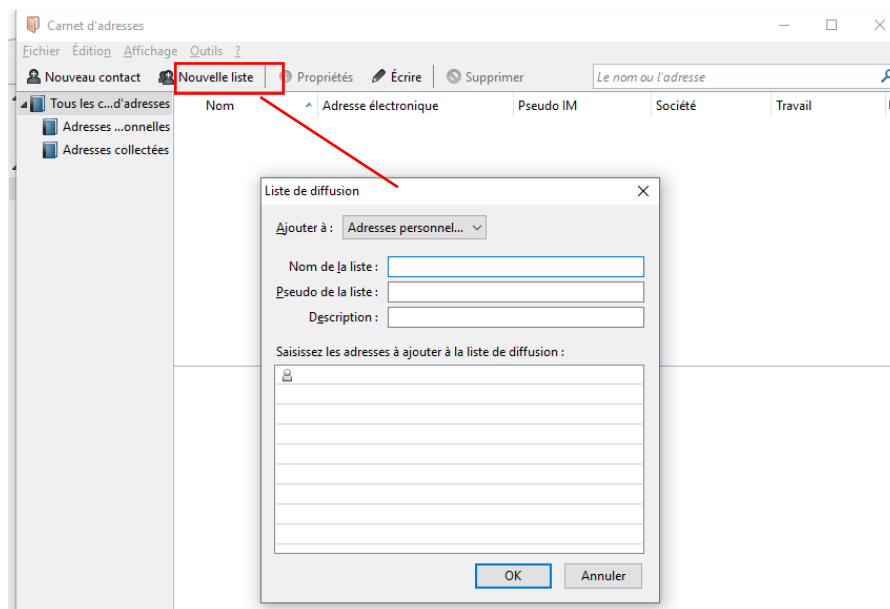 Carnet d'adresses
Fichier Édition Affichage Outils ?
Nouveau contact Nouvelle liste Propriétés Écrire Supprimer Le nom ou l'adresse
Tous les c...d'adresses Nom Adresse électronique Pseudo IM Société Travail
Adresses ...onnelles
Adresses collectées
Liste de diffusion
Ajouter à : Adresses personnel...
Nom de la liste :
Pseudo de la liste :
Description :
Saisissez les adresses à ajouter à la liste de diffusion :
OK Annuler